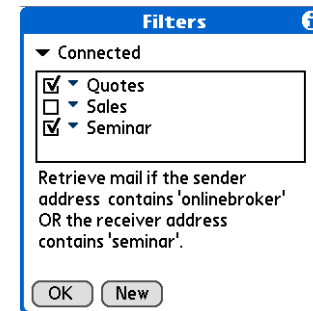 Filters
Connected
Quotes
Sales
Seminar
Retrieve mail if the sender
address contains 'onlinebroker'
OR the receiver address
contains 'seminar'.
OK New